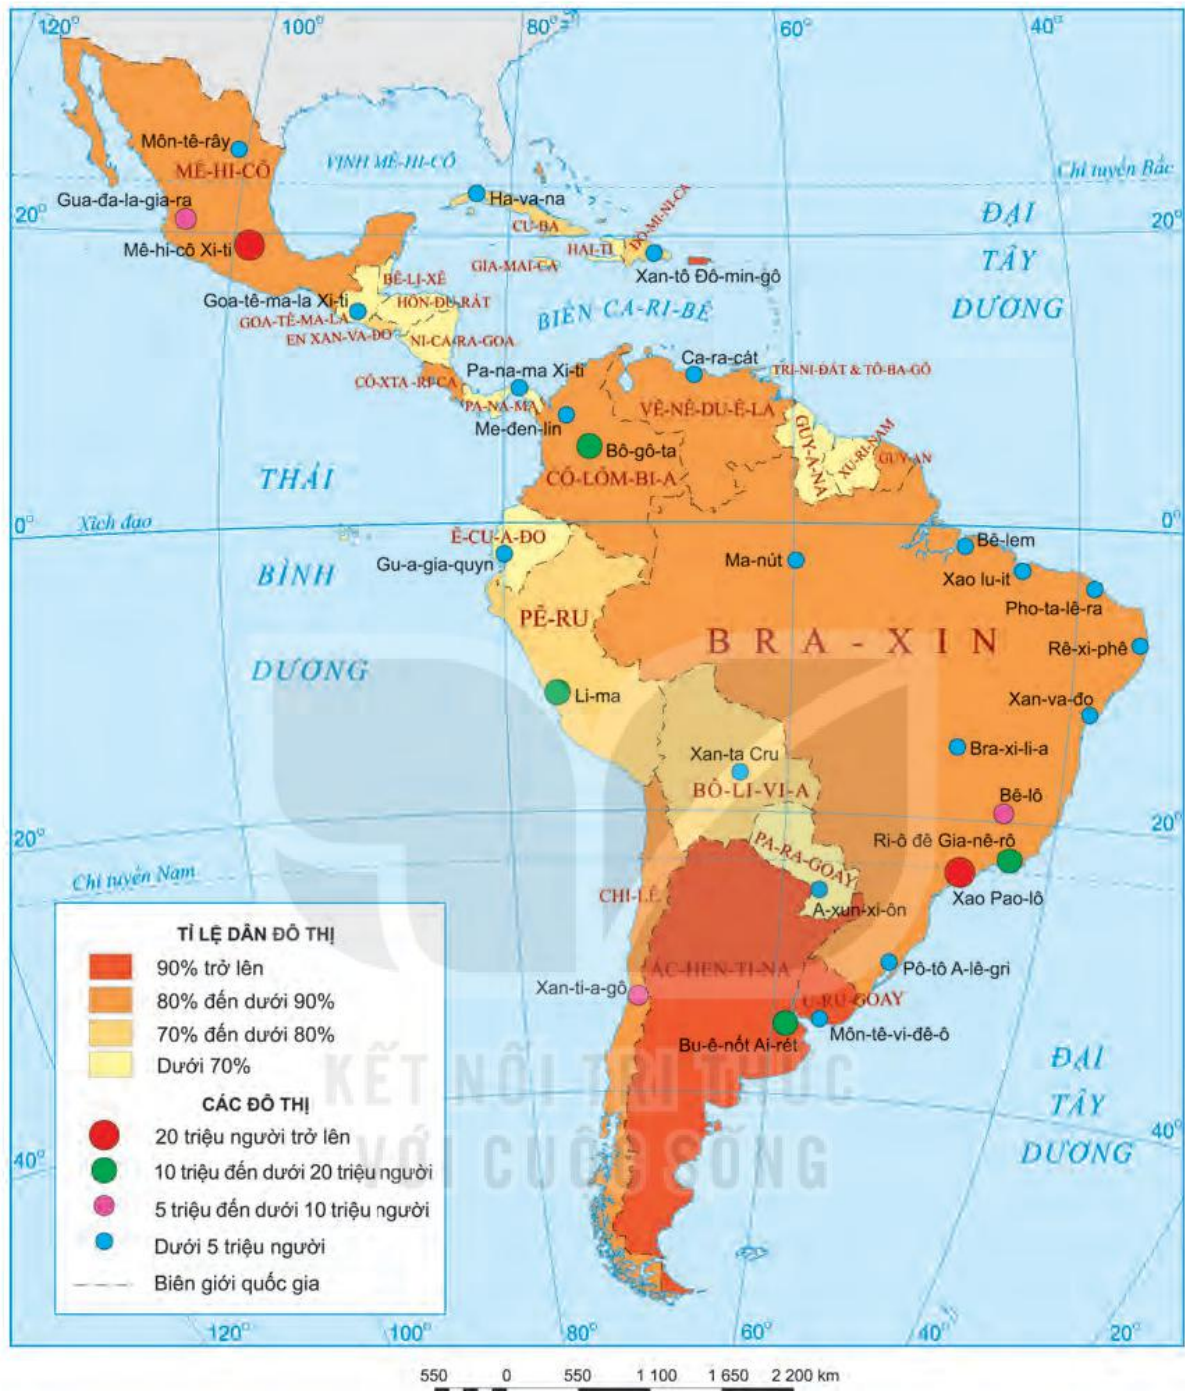 120°
100°
80°
60°
40°
Môn-tê-rây
MÊ-HI-CÔ
VỊNH MÊ-HI-CÔ
Chí tuyến Bắc
Gua-đa-la-gia-ra
Ha-va-na
20°
CU-BA
ĐÔ-MI-NI-CA
ĐẠI
TÂY
DƯƠNG
20°
Mê-hi-cô Xi-ti
HAI-TI
GIA-MAI-CA
Xan-tô Đô-min-gô
BÊ-LI-XÊ
Goa-tê-ma-la Xi-ti
HÔN-ĐU-RÁT
GOA-TÊ-MA-LA
BIỂN CA-RI-BÊ
EN XAN-VA-ĐO
NI-CA-RA-GOA
Pa-na-ma Xi-ti
Ca-ra-cát
CÔ-XTA -RI-CA
TRI-NI-ĐÁT & TÔ-BA-GÔ
PA-NA-MA
VÊ-NÊ-DU-Ê-LA
Me-đen-lin
GUY-A-NA
XU-RI-NAM
GUY-AN
Bô-gô-ta
CÔ-LÔM-BI-A
THÁI
BÌNH
DƯƠNG
0°
Xích đạo
0°
Ê-CU-A-ĐO
Gu-a-gia-quyn
Ma-nút
Bê-lem
Xao lu-it
Pho-ta-lê-ra
PÊ-RU
BRA-XIN
Rê-xi-phê
Li-ma
Xan-va-đo
Bra-xi-li-a
Xan-ta Cru
BÔ-LI-VI-A
Bê-lô
20°
20°
Ri-ô đê Gia-nê-rô
PA-RA-GOAY
Chí tuyến Nam
CHI-LÊ
Xao Pao-lô
A-xun-xi-ôn
ÁC-HEN-TI-NA
Pô-tô A-lê-gri
Xan-ti-a-gô
U-RU-GOAY
Môn-tê-vi-đê-ô
Bu-ê-nốt Ai-rét
ĐẠI
TÂY
DƯƠNG
KẾT NỐI TRI THỨC
VỚI CUỘC SỐNG
TỈ LỆ DÂN ĐÔ THỊ
90% trở lên
80% đến dưới 90%
70% đến dưới 80%
Dưới 70%
CÁC ĐÔ THỊ
20 triệu người trở lên
10 triệu đến dưới 20 triệu người
5 triệu đến dưới 10 triệu người
Dưới 5 triệu người
Biên giới quốc gia
40°
40°
120°
100°
80°
60°
40°
20°
550 0 550 1 100 1 650 2 200 km